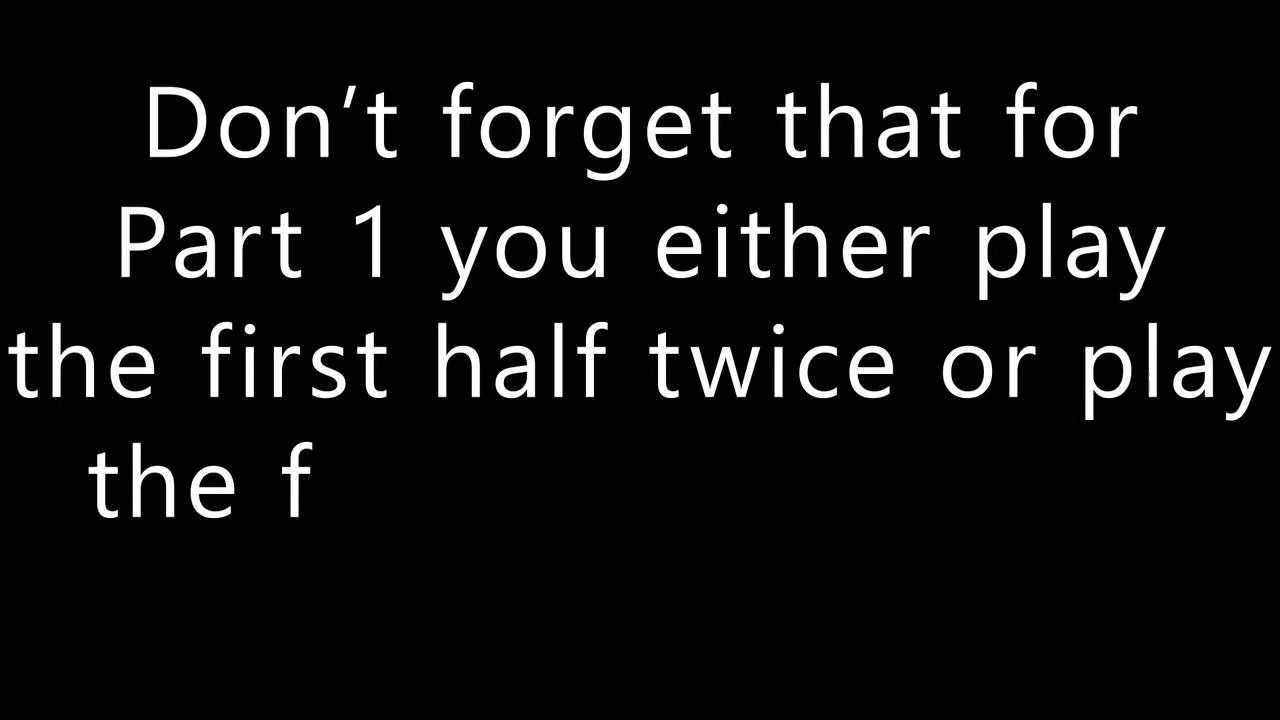 Don’t forget that for
Part 1 you either play
the first half twice or play
the f